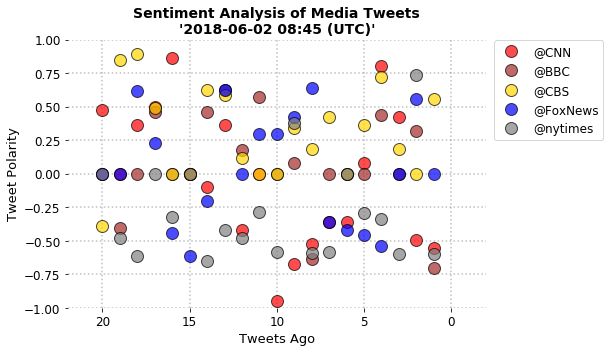 Sentiment Analysis of Media Tweets
'2018-06-02 08:45 (UTC)'
1.00
0.75
0.50
0.25
0.00
−0.25
−0.50
−0.75
−1.00
Tweet Polarity
20
15
10
5
0
Tweets Ago
@CNN
@BBC
@CBS
@FoxNews
@nytimes